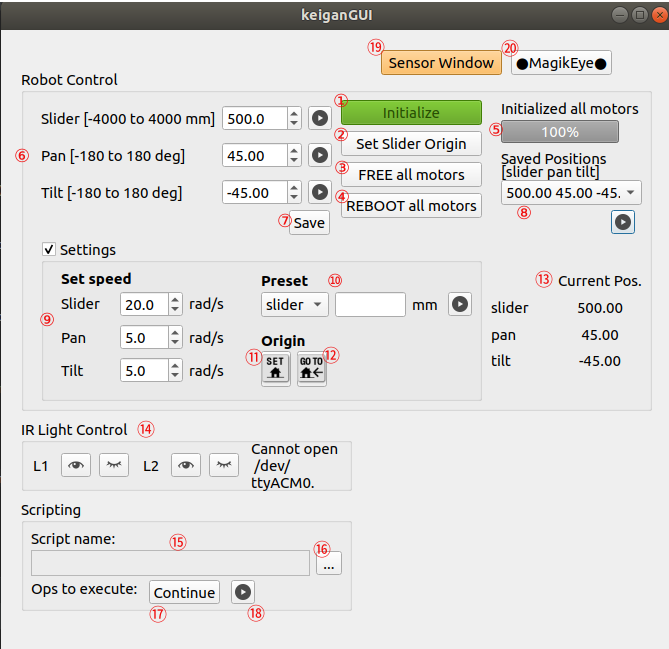 keiganGUI
⑲ Sensor Window ⑳ ●MagikEye●
Robot Control
Slider [-4000 to 4000 mm] 500.0 ① Initialize
Initialized all motors
⑤ 100%
② Set Slider Origin
⑥ Pan [-180 to 180 deg] 45.00
③ FREE all motors
Saved Positions
[slider pan tilt]
Tilt [-180 to 180 deg] -45.00
④ REBOOT all motors
500.00 45.00 -45.
⑧
⑦ Save
Settings
Set speed
Slider 20.0 rad/s
⑨ Pan 5.0 rad/s
Tilt 5.0 rad/s
Preset ⑩
slider mm
Origin
⑪ SET GO TO ⑫
⑬ Current Pos.
slider 500.00
pan 45.00
tilt -45.00
IR Light Control ⑭
L1 L2
Cannot open
/dev/
ttyACM0.
Scripting
Script name: ⑮
⑯ ...
Ops to execute: Continue
⑰ ⑱